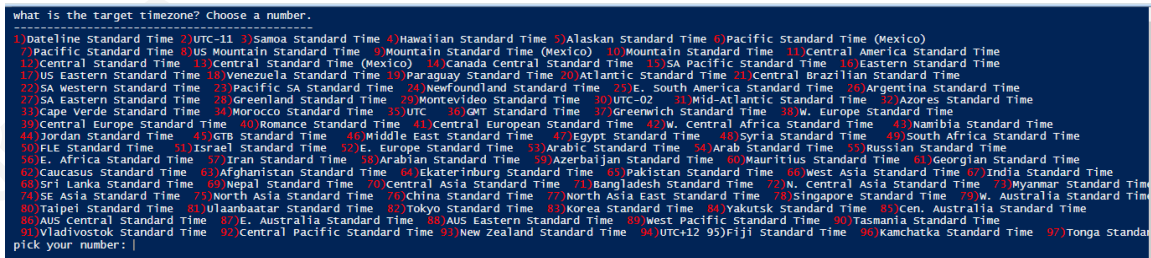 what is the target timezone? Choose a number.
-----------------------------------------------
1)Dateline Standard Time 2)UTC-11 3)Samoa Standard Time 4)Hawaiian Standard Time 5)Alaskan Standard Time 6)Pacific Standard Time (Mexico)
7)Pacific Standard Time 8)US Mountain Standard Time 9)Mountain Standard Time (Mexico) 10)Mountain Standard Time 11)Central America Standard Time
12)Central Standard Time 13)Central Standard Time (Mexico) 14)Canada Central Standard Time 15)SA Pacific Standard Time 16)Eastern Standard Time
17)US Eastern Standard Time 18)Venezuela Standard Time 19)Paraguay Standard Time 20)Atlantic Standard Time 21)Central Brazilian Standard Time
22)SA Western Standard Time 23)Pacific SA Standard Time 24)Newfoundland Standard Time 25)E. South America Standard Time 26)Argentina Standard Time
27)SA Eastern Standard Time 28)Greenland Standard Time 29)Montevideo Standard Time 30)UTC-02 31)Mid-Atlantic Standard Time 32)Azores Standard Time
33)Cape Verde Standard Time 34)Morocco Standard Time 35)UTC 36)GMT Standard Time 37)Greenwich Standard Time 38)W. Europe Standard Time
39)Central Europe Standard Time 40)Romance Standard Time 41)Central European Standard Time 42)W. Central Africa Standard Time 43)Namibia Standard Time
44)Jordan Standard Time 45)GTB Standard Time 46)Middle East Standard Time 47)Egypt Standard Time 48)Syria Standard Time 49)South Africa Standard Time
50)FLE Standard Time 51)Israel Standard Time 52)E. Europe Standard Time 53)Arabic Standard Time 54)Arab Standard Time 55)Russian Standard Time
56)E. Africa Standard Time 57)Iran Standard Time 58)Arabian Standard Time 59)Azerbaijan Standard Time 60)Mauritius Standard Time 61)Georgian Standard Time
62)Caucasus Standard Time 63)Afghanistan Standard Time 64)Ekaterinburg Standard Time 65)Pakistan Standard Time 66)West Asia Standard Time 67)India Standard Time
68)Sri Lanka Standard Time 69)Nepal Standard Time 70)Central Asia Standard Time 71)Bangladesh Standard Time 72)N. Central Asia Standard Time 73)Myanmar Standard Time
74)SE Asia Standard Time 75)North Asia Standard Time 76)China Standard Time 77)North Asia East Standard Time 78)Singapore Standard Time 79)W. Australia Standard Time
80)Taipei Standard Time 81)Ulaanbaatar Standard Time 82)Tokyo Standard Time 83)Korea Standard Time 84)Yakutsk Standard Time 85)Cen. Australia Standard Time
86)AUS Central Standard Time 87)E. Australia Standard Time 88)AUS Eastern Standard Time 89)West Pacific Standard Time 90)Tasmania Standard Time
91)Vladivostok Standard Time 92)Central Pacific Standard Time 93)New Zealand Standard Time 94)UTC+12 95)Fiji Standard Time 96)Kamchatka Standard Time 97)Tonga Standar
pick your number: